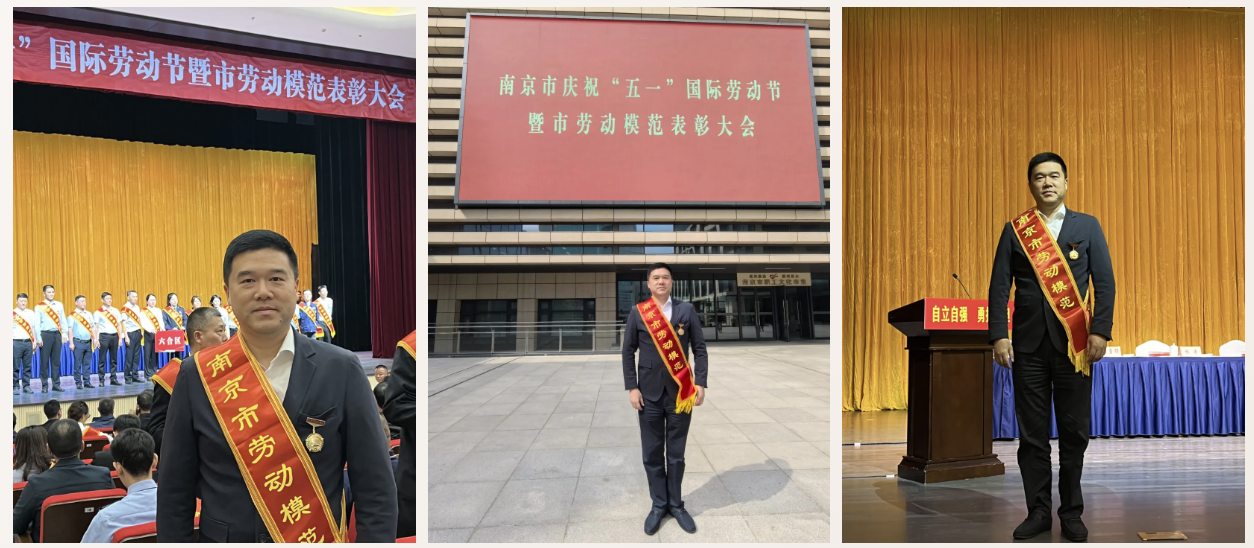 ”国际劳动节暨市劳动模范表彰大会
六合区
南京市劳动模范
南京市庆祝“五一”国际劳动节
暨市劳动模范表彰大会
南京市劳动模范
南京市劳动模范
自立自强 勇